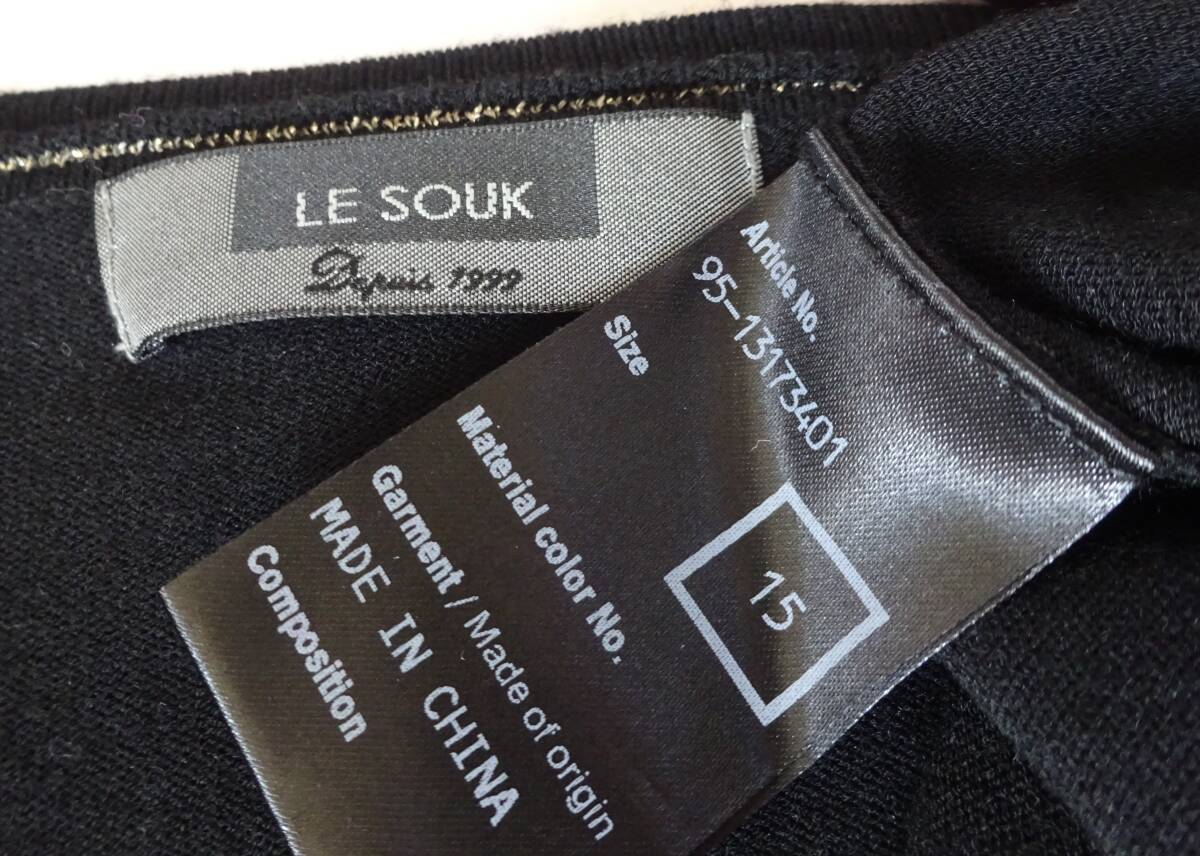 LE SOUK
Depuis 1999
Article No.
95-13173401
Size
15
Material color No.
Garment / Made of origin
MADE IN CHINA
Composition